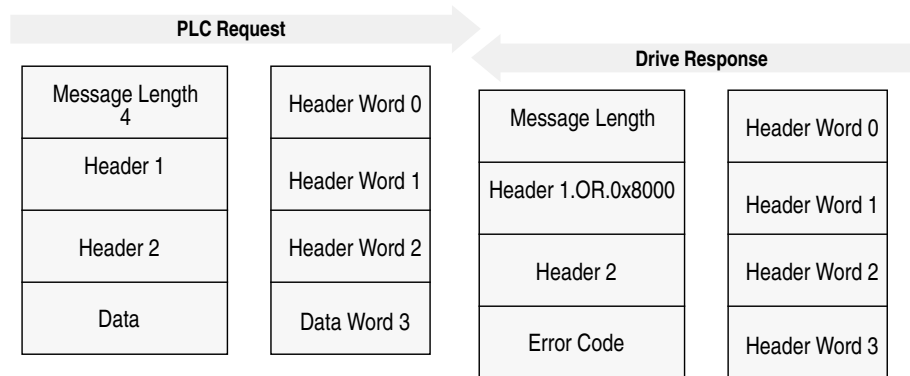 PLC Request
Drive Response
Message Length
4
Header Word 0
Header 1
Header Word 1
Header 2
Header Word 2
Data
Data Word 3
Message Length
Header Word 0
Header 1.OR.0x8000
Header Word 1
Header 2
Header Word 2
Error Code
Header Word 3